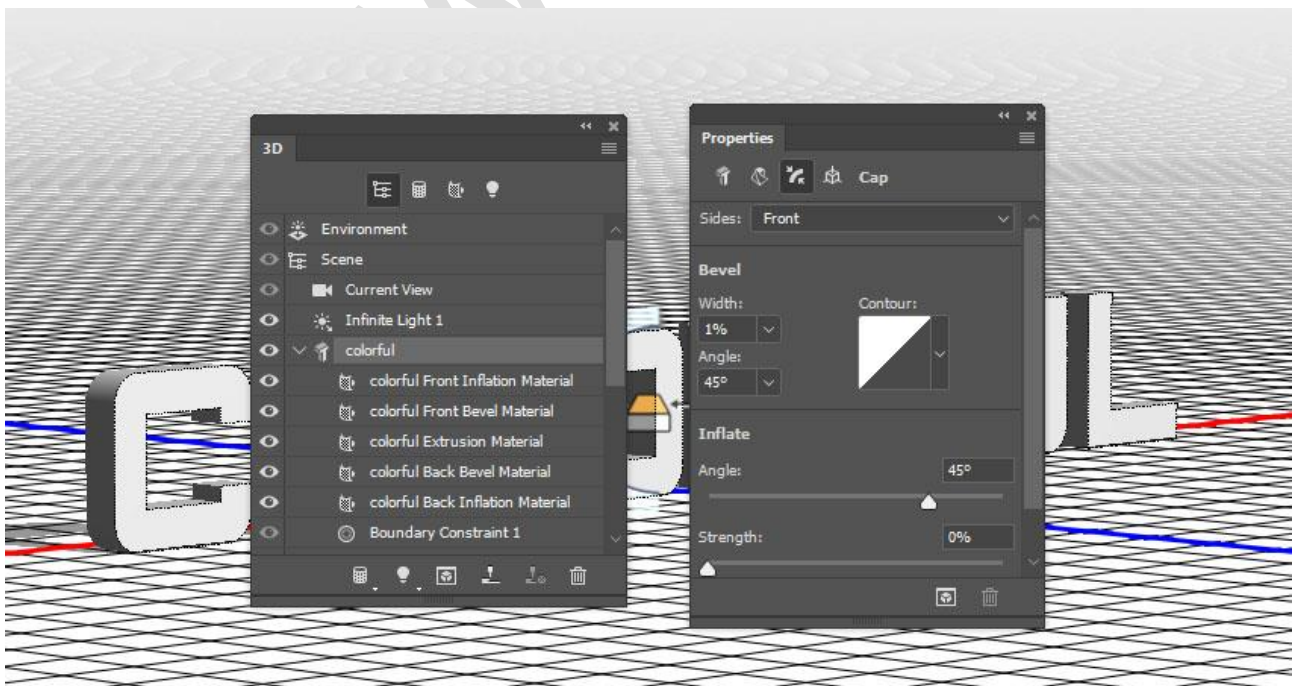 3D
Environment
Scene
Current View
Infinite Light 1
colorful
colorful Front Inflation Material
colorful Front Bevel Material
colorful Extrusion Material
colorful Back Bevel Material
colorful Back Inflation Material
Boundary Constraint 1
Properties
Cap
Sides: Front
Bevel
Width: Contour:
1%
Angle:
45º
Inflate
Angle: 45º
Strength: 0%